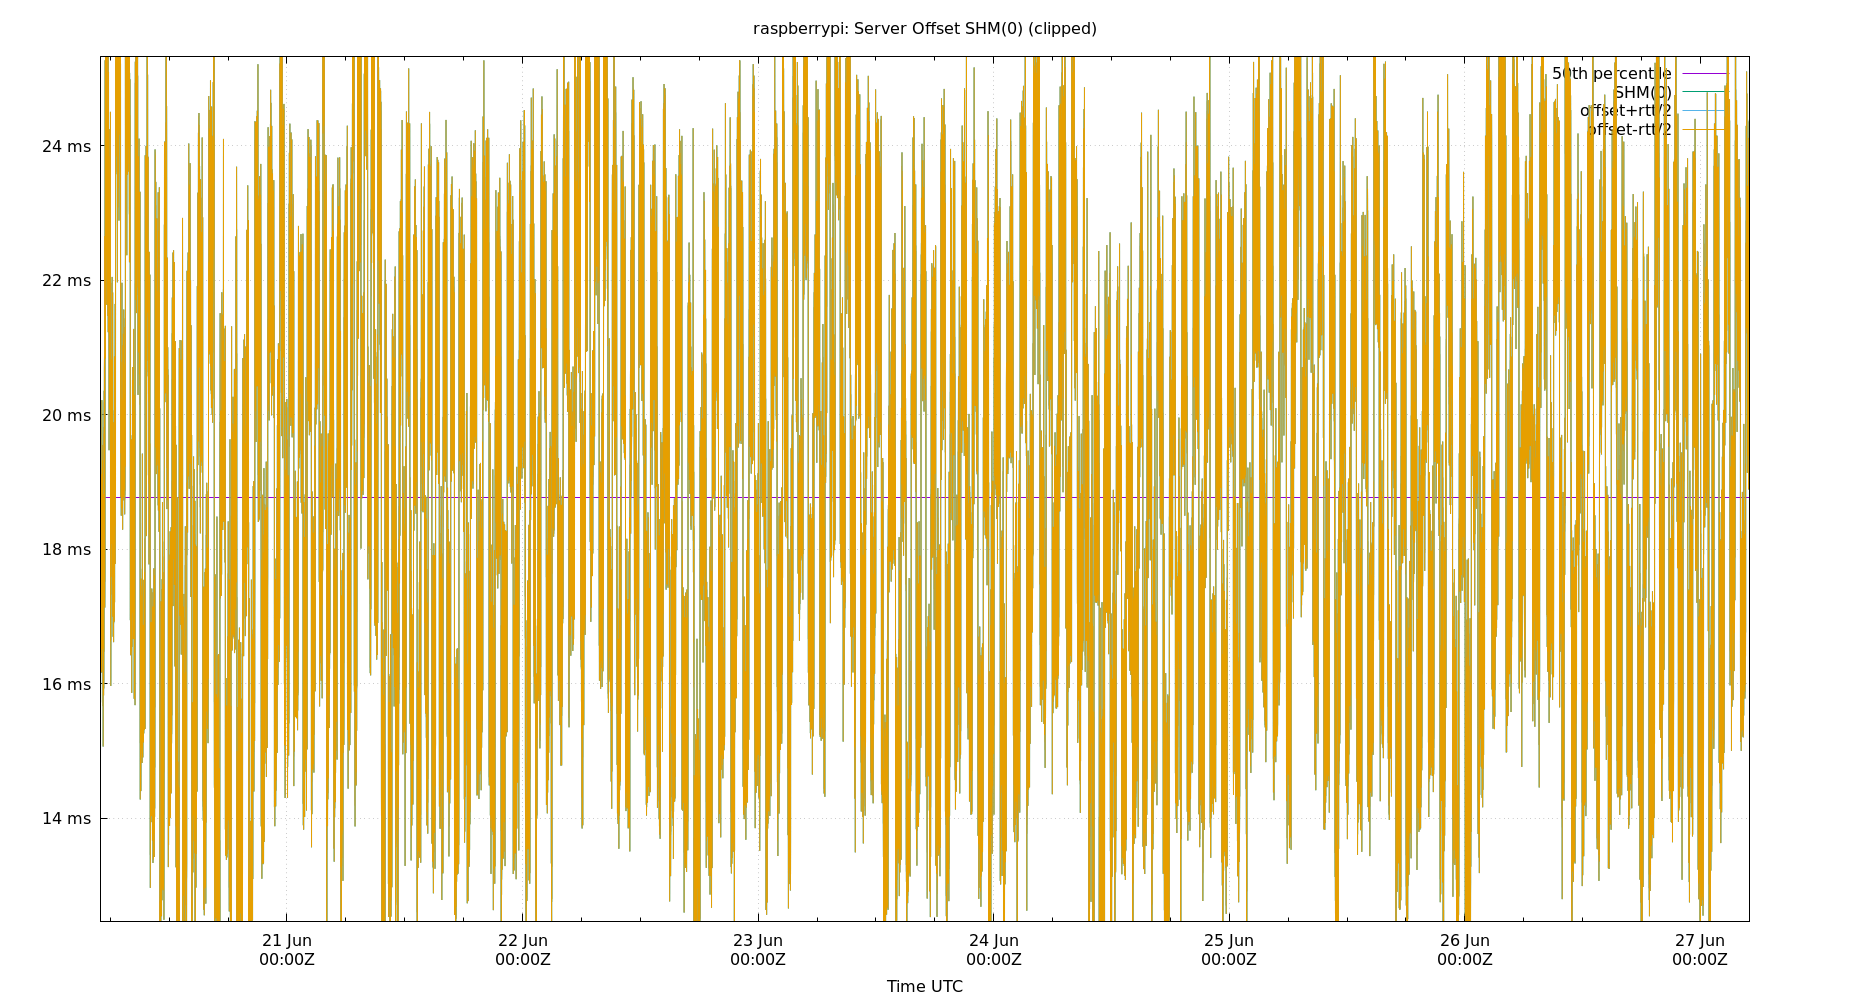 raspberrypi: Server Offset SHM(0) (clipped)
50th percentile
SHM(0)
offset+rtt/2
offset-rtt/2
24 ms
22 ms
20 ms
18 ms
16 ms
14 ms
21 Jun 22 Jun 23 Jun 24 Jun 25 Jun 26 Jun 27 Jun
00:00Z 00:00Z 00:00Z 00:00Z 00:00Z 00:00Z 00:00Z
Time UTC